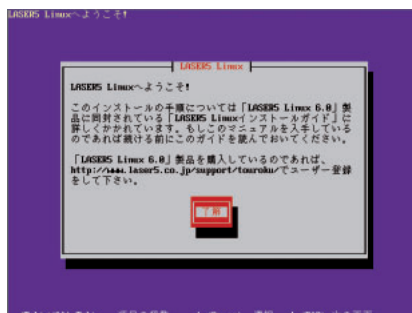 LASER5 Linuxへようこそ!
LASER5 Linux
LASER5 Linuxへようこそ!
このインストールの手順については「LASER5 Linux 6.0」製
品に同封されている「LASER5 Linuxインストールガイド」に
詳しくかかれています。もしこのマニュアルを入手している
のであれば続ける前にこのガイドを読んでおいてください。
「LASER5 Linux 6.0」製品を購入しているのであれば、
http://www.laser5.co.jp/support/touroku/でユーザー登録
をして下さい。
了解